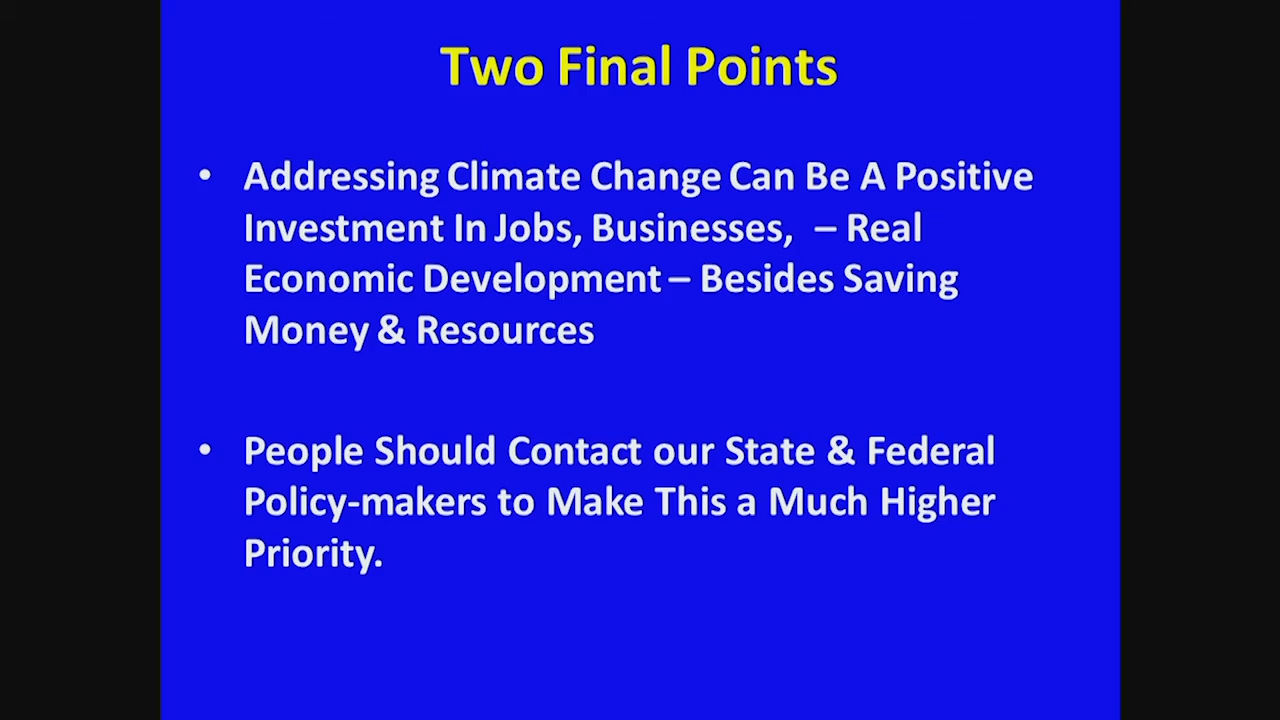 Two Final Points
• Addressing Climate Change Can Be A Positive
Investment In Jobs, Businesses, – Real
Economic Development – Besides Saving
Money & Resources
• People Should Contact our State & Federal
Policy-makers to Make This a Much Higher
Priority.